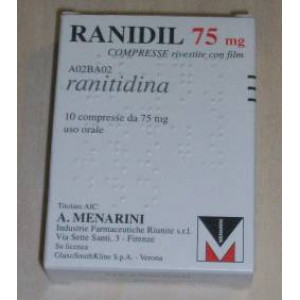 RANIDIL 75 mg
COMPRESSE rivestite con film
A02BA02
ranitidina
10 compresse da 75 mg
uso orale
Titolare AIC:
A. MENARINI
Industrie Farmaceutiche Riunite s.r.l.
Via Sette Santi, 3 - Firenze
Su licenza
GlaxoSmithKline S.p.A. - Verona
MENARINI